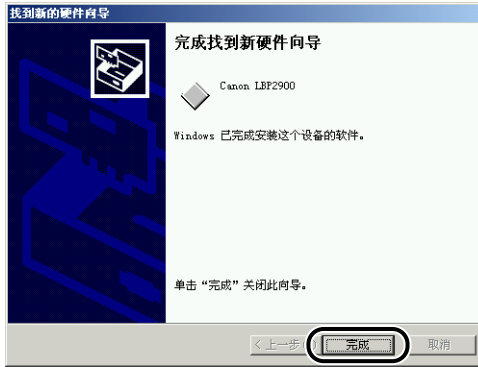 找到新的硬件向导
完成找到新硬件向导
Canon LBP2900
Windows 已完成安装这个设备的软件。
单击“完成”关闭此向导。
< 上一步 完成 取消